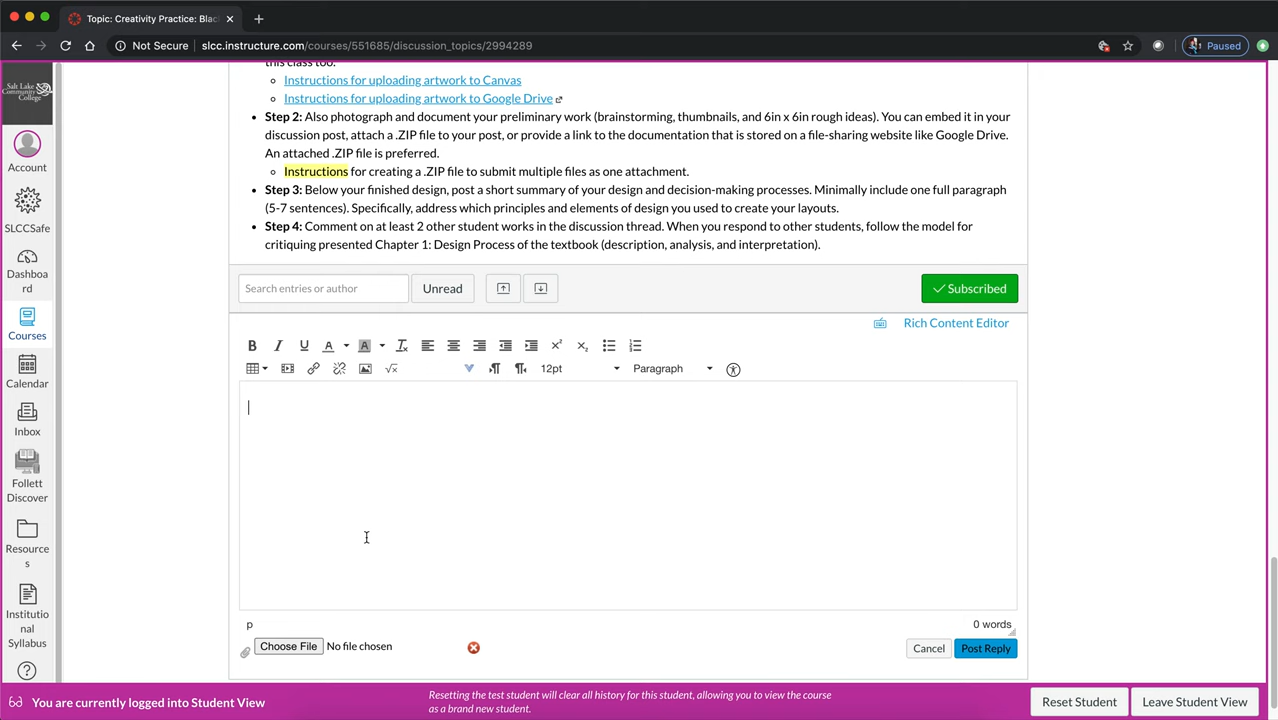 Topic: Creativity Practice: Blac
Not Secure
slcc.instructure.com/courses/551685/discussion_topics/2994289
Paused
Salt Lake
Community
College
Account
SLCCSafe
Dashboa
rd
Courses
Calendar
Inbox
Follett
Discover
Resource
s
Institutio
nal
Syllabus
this class too.
Instructions for uploading artwork to Canvas
Instructions for uploading artwork to Google Drive
Step 2: Also photograph and document your preliminary work (brainstorming, thumbnails, and 6in x 6in rough ideas). You can embed it in your
discussion post, attach a .ZIP file to your post, or provide a link to the documentation that is stored on a file-sharing website like Google Drive.
An attached .ZIP file is preferred.
Instructions for creating a .ZIP file to submit multiple files as one attachment.
Step 3: Below your finished design, post a short summary of your design and decision-making processes. Minimally include one full paragraph
(5-7 sentences). Specifically, address which principles and elements of design you used to create your layouts.
Step 4: Comment on at least 2 other student works in the discussion thread. When you respond to other students, follow the model for
critiquing presented Chapter 1: Design Process of the textbook (description, analysis, and interpretation).
Search entries or author
Unread
Subscribed
Rich Content Editor
12pt
Paragraph
p
0 words
Choose File No file chosen
Cancel
Post Reply
You are currently logged into Student View
Resetting the test student will clear all history for this student, allowing you to view the course
as a brand new student.
Reset Student
Leave Student View